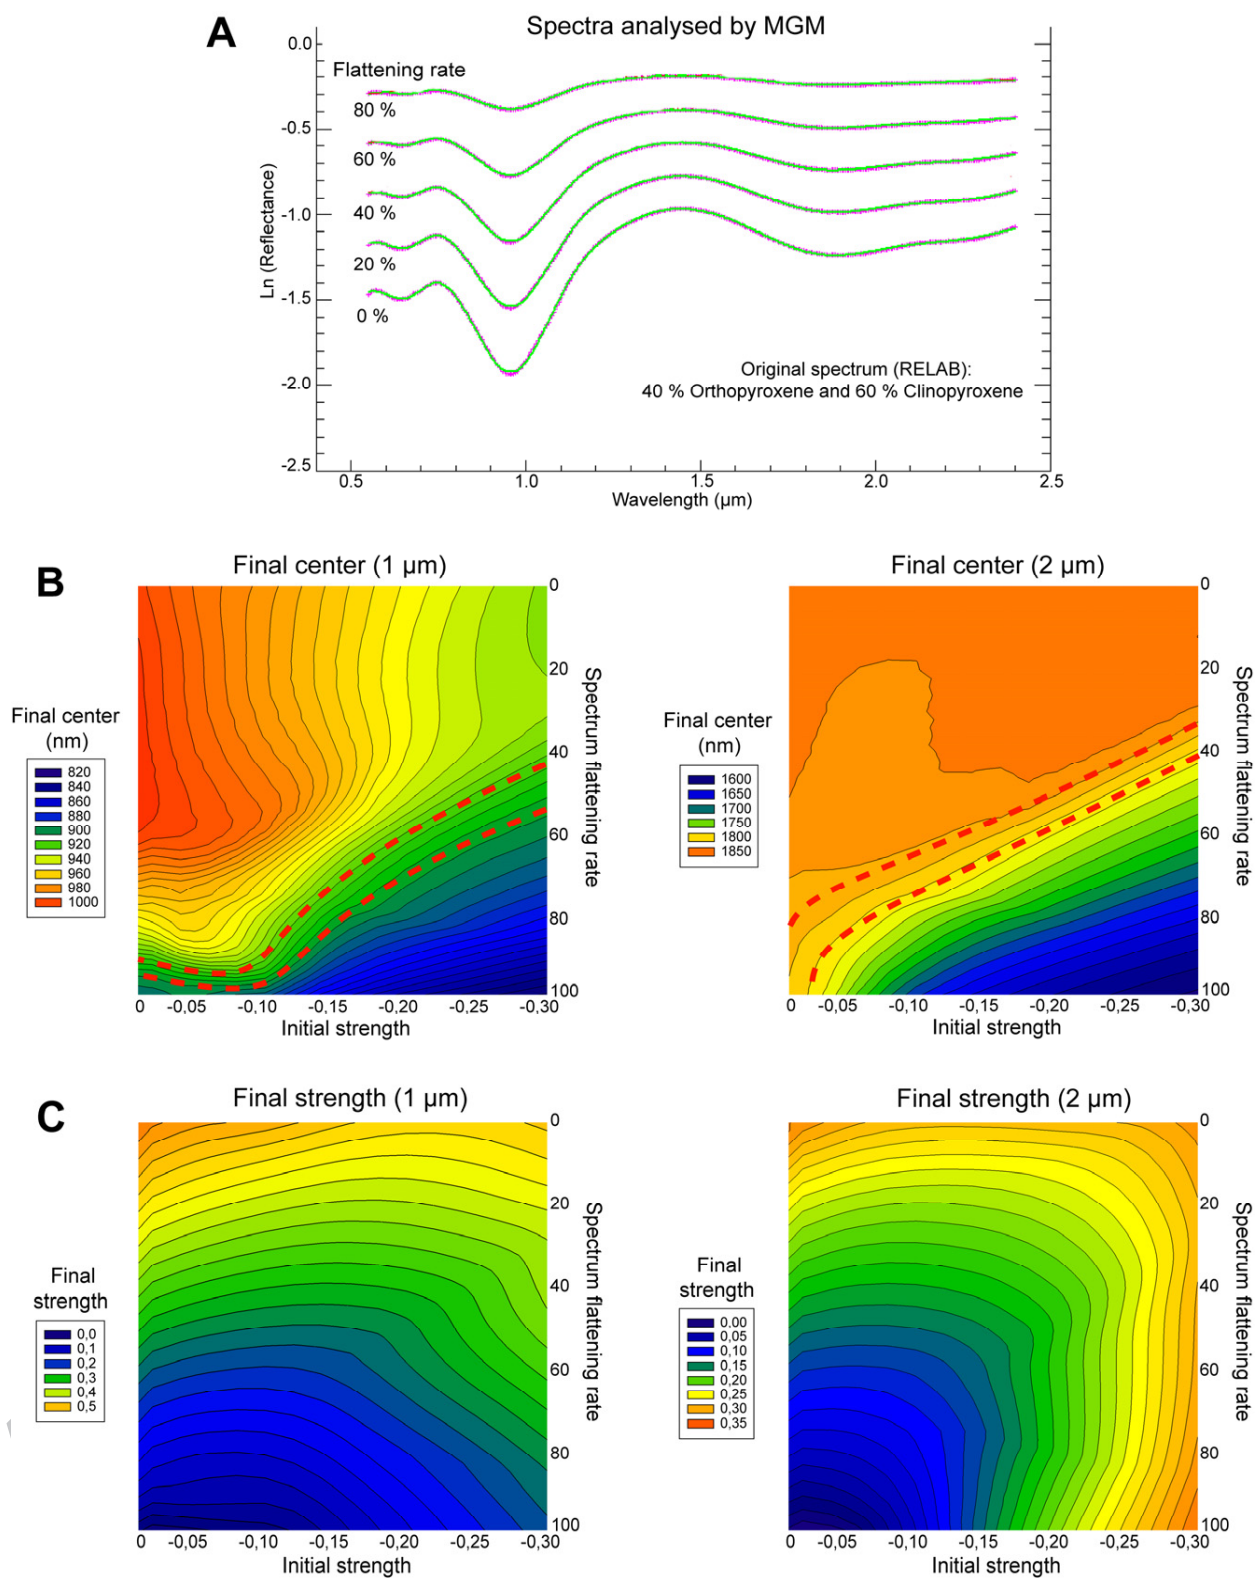 A
Spectra analysed by MGM
Flattening rate
80 %
60 %
40 %
20 %
0 %
0.0
-0.5
-1.0
-1.5
-2.0
-2.5
Ln (Reflectance)
Original spectrum (RELAB):
40 % Orthopyroxene and 60 % Clinopyroxene
0.5 1.0 1.5 2.0 2.5
Wavelength (µm)
B
Final center (1 µm)
Final center
(nm)
820
840
860
880
900
920
940
960
980
1000
0
20
40
60
80
100
Spectrum flattening rate
0 -0,05 -0,10 -0,15 -0,20 -0,25 -0,30
Initial strength
Final center (2 µm)
Final center
(nm)
1600
1650
1700
1750
1800
1850
0
20
40
60
80
100
Spectrum flattening rate
0 -0,05 -0,10 -0,15 -0,20 -0,25 -0,30
Initial strength
C
Final strength (1 µm)
Final
strength
0,0
0,1
0,2
0,3
0,4
0,5
0
20
40
60
80
100
Spectrum flattening rate
0 -0,05 -0,10 -0,15 -0,20 -0,25 -0,30
Initial strength
Final strength (2 µm)
Final
strength
0.00
0,05
0,10
0,15
0,20
0,25
0,30
0,35
0
20
40
60
80
100
Spectrum flattening rate
0 -0,05 -0,10 -0,15 -0,20 -0,25 -0,30
Initial strength